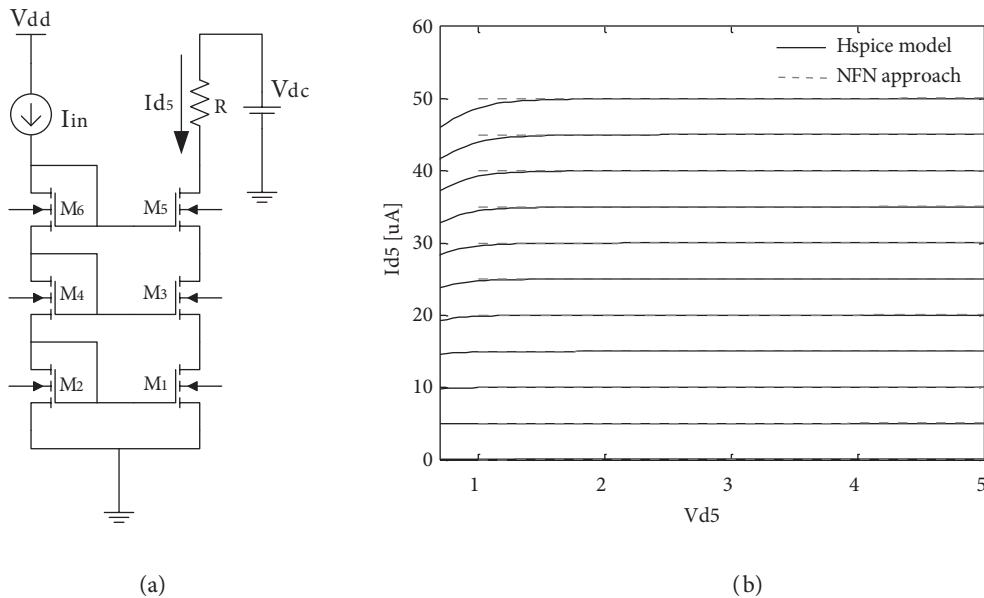 Vdd
Iin
Id5
R
Vdc
M6
M5
M4
M3
M2
M1
(a)
60
50
40
30
20
10
0
Id5 [uA]
Hspice model
NFN approach
1 2 3 4 5
Vd5
(b)